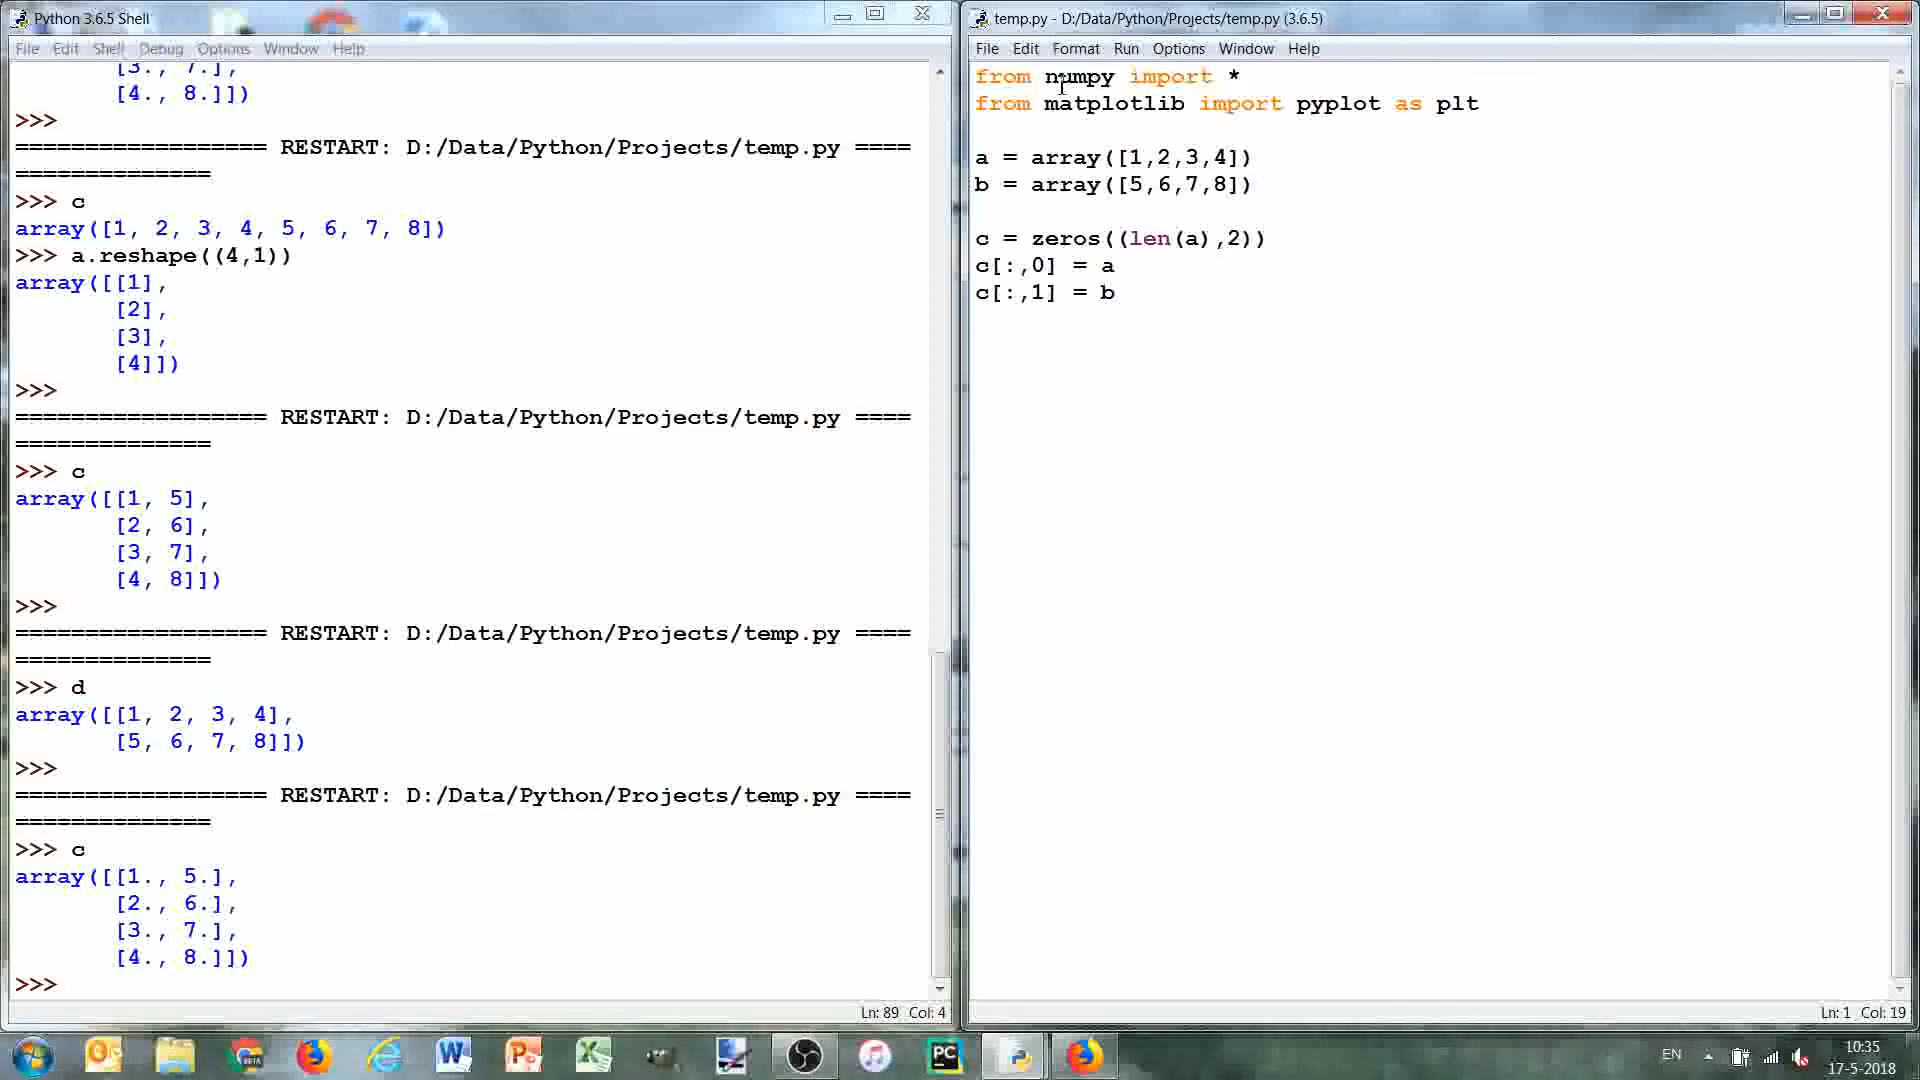 Python 3.6.5 Shell
File Edit Shell Debug Options Window Help
[3., 7.],
[4., 8.]])
>>>
================== RESTART: D:/Data/Python/Projects/temp.py ====
==============
>>> c
array([1, 2, 3, 4, 5, 6, 7, 8])
>>> a.reshape((4,1))
array([[1],
[2],
[3],
[4]])
>>>
================== RESTART: D:/Data/Python/Projects/temp.py ====
==============
>>> c
array([[1, 5],
[2, 6],
[3, 7],
[4, 8]])
>>>
================== RESTART: D:/Data/Python/Projects/temp.py ====
==============
>>> d
array([[1, 2, 3, 4],
[5, 6, 7, 8]])
>>>
================== RESTART: D:/Data/Python/Projects/temp.py ====
==============
>>> c
array([[1., 5.],
[2., 6.],
[3., 7.],
[4., 8.]])
>>>
Ln: 89 Col: 4
temp.py - D:/Data/Python/Projects/temp.py (3.6.5)
File Edit Format Run Options Window Help
from numpy import *
from matplotlib import pyplot as plt
a = array([1,2,3,4])
b = array([5,6,7,8])
c = zeros((len(a),2))
c[:,0] = a
c[:,1] = b
Ln: 1 Col: 19
BETA
PC
EN
10:35
17-5-2018